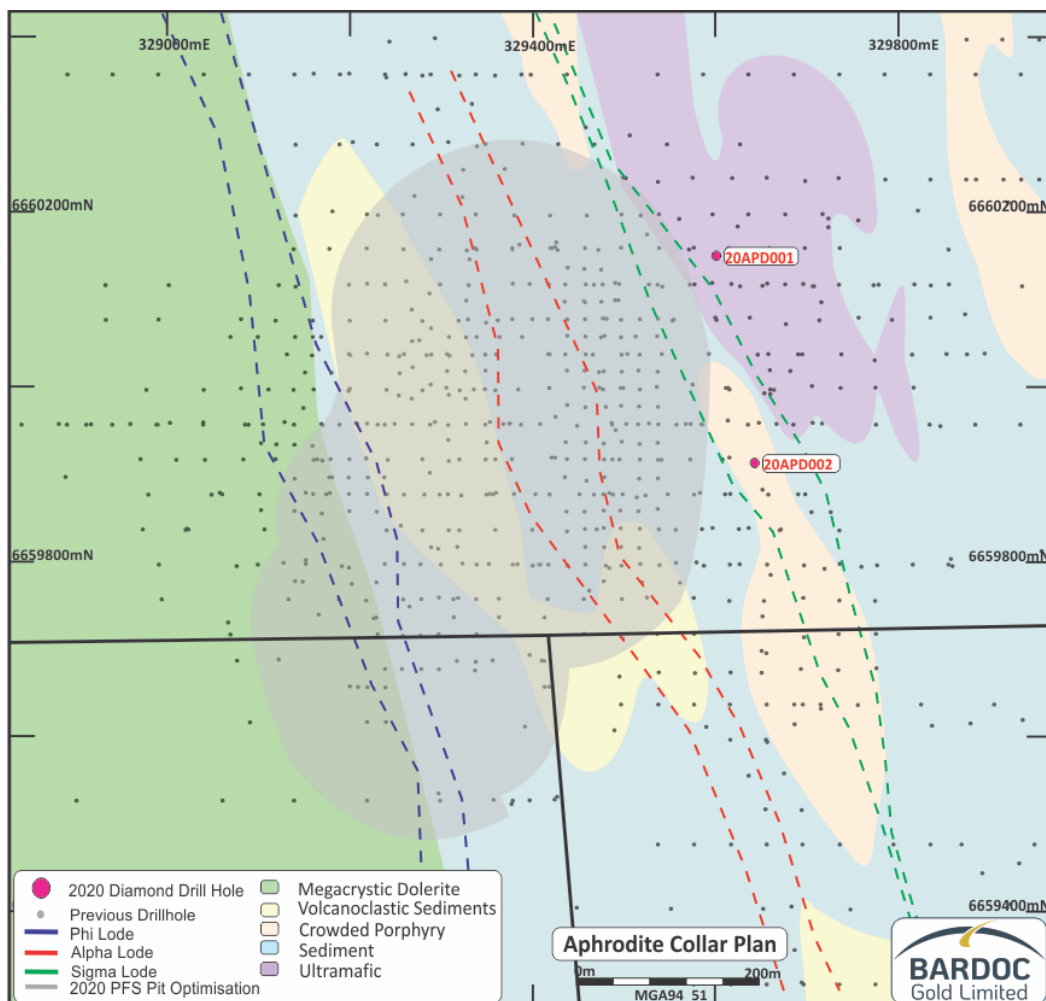 329000mE
329400mE
329800mE
6660200mN
6660200mN
20APD001
20APD002
6659800mN
6659800mN
6659400mN
2020 Diamond Drill Hole
Previous Drillhole
Phi Lode
Alpha Lode
Sigma Lode
2020 PFS Pit Optimisation
Megacrystic Dolerite
Volcanoclastic Sediments
Crowded Porphyry
Sediment
Ultramafic
Aphrodite Collar Plan
0m 200m
MGA94 51
BARDOC
Gold Limited